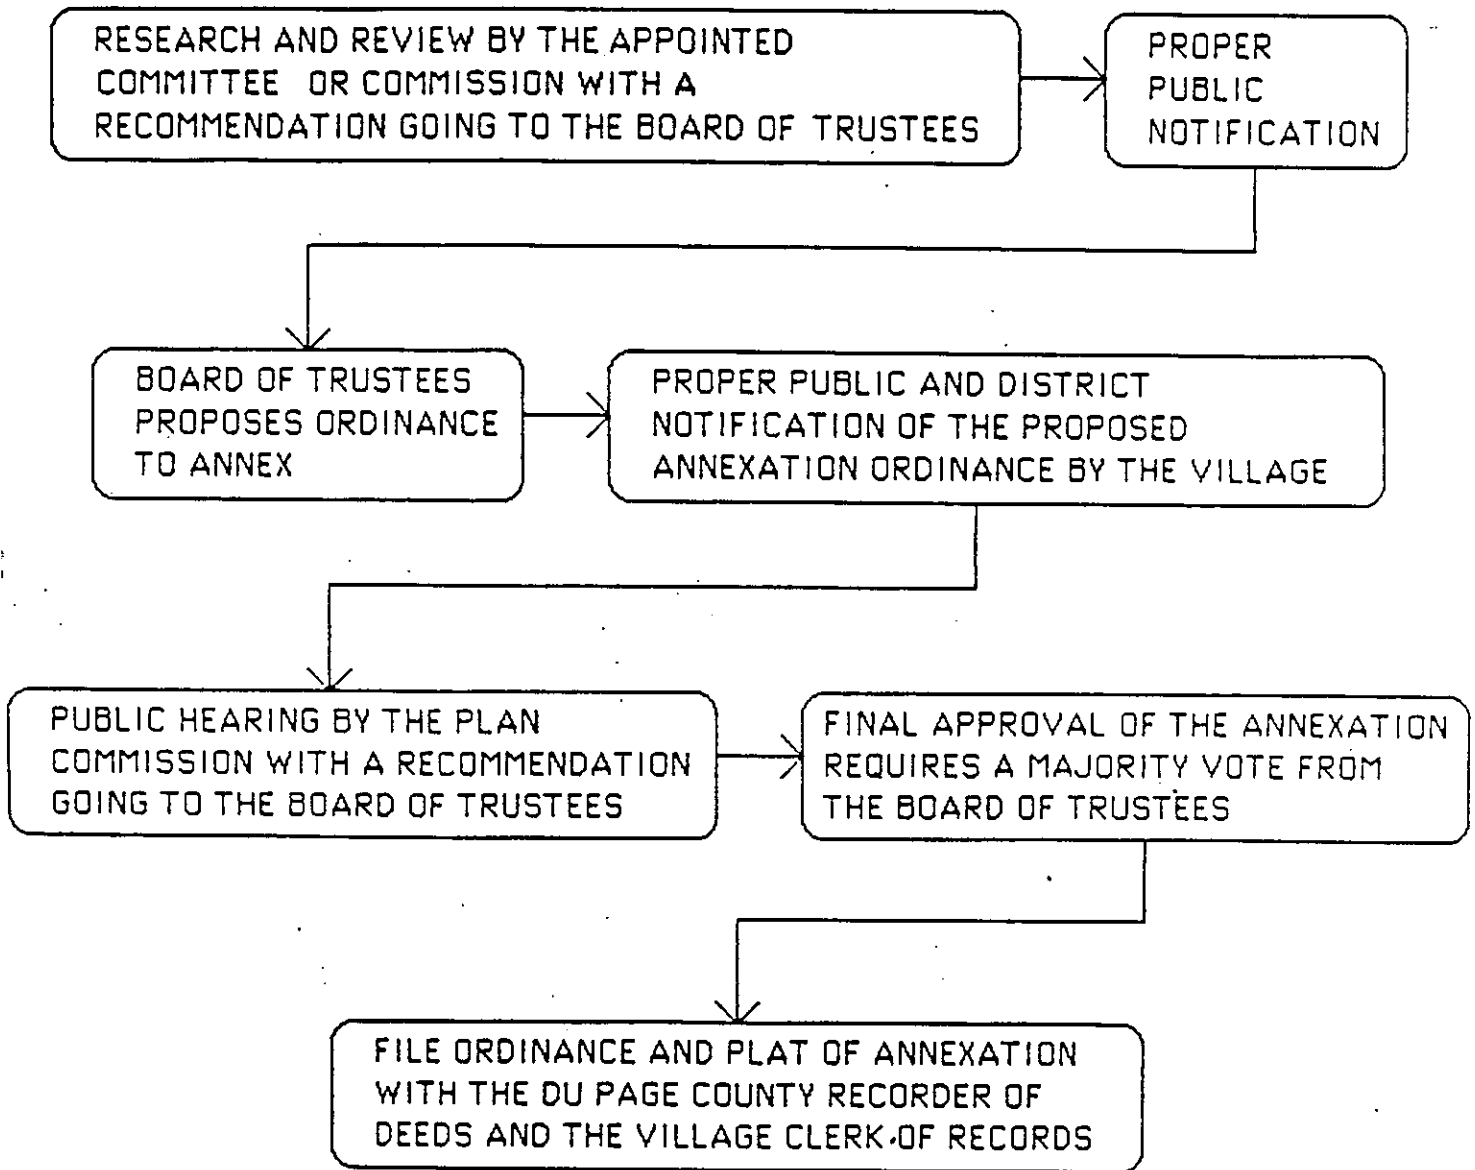 RESEARCH AND REVIEW BY THE APPOINTED
COMMITTEE OR COMMISSION WITH A
RECOMMENDATION GOING TO THE BOARD OF TRUSTEES
PROPER
PUBLIC
NOTIFICATION
BOARD OF TRUSTEES
PROPOSES ORDINANCE
TO ANNEX
PROPER PUBLIC AND DISTRICT
NOTIFICATION OF THE PROPOSED
ANNEXATION ORDINANCE BY THE VILLAGE
PUBLIC HEARING BY THE PLAN
COMMISSION WITH A RECOMMENDATION
GOING TO THE BOARD OF TRUSTEES
FINAL APPROVAL OF THE ANNEXATION
REQUIRES A MAJORITY VOTE FROM
THE BOARD OF TRUSTEES
FILE ORDINANCE AND PLAT OF ANNEXATION
WITH THE DU PAGE COUNTY RECORDER OF
DEEDS AND THE VILLAGE CLERK OF RECORDS